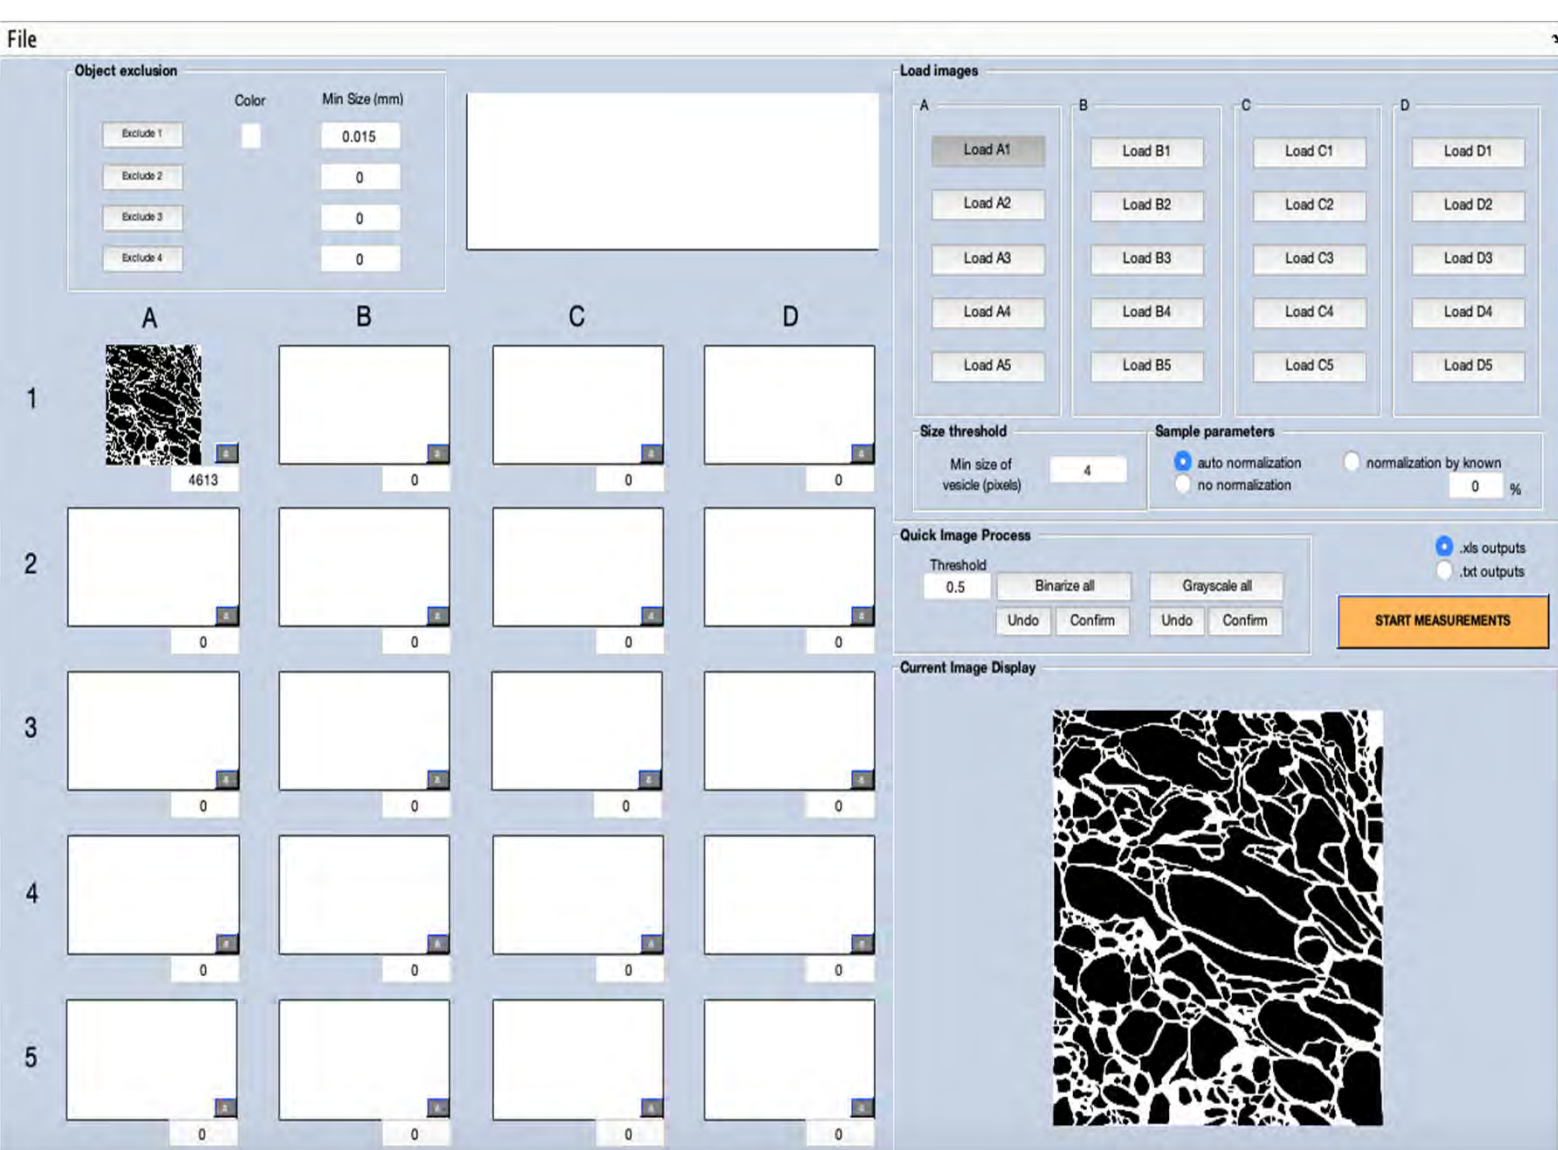 File
Object exclusion
Color Min Size (mm)
Exclude 1 0.015
Exclude 2 0
Exclude 3 0
Exclude 4 0
A B C D
1
4613 0 0 0
2
0 0 0 0
3
0 0 0 0
4
0 0 0 0
5
0 0 0 0
Load images
A B C D
Load A1 Load B1 Load C1 Load D1
Load A2 Load B2 Load C2 Load D2
Load A3 Load B3 Load C3 Load D3
Load A4 Load B4 Load C4 Load D4
Load A5 Load B5 Load C5 Load D5
Size threshold
Min size of
vesicle (pixels)
4
Sample parameters
auto normalization normalization by known
no normalization 0 %
Quick Image Process
Threshold
0.5 Binarize all Grayscale all
Undo Confirm Undo Confirm
.xls outputs
.txt outputs
START MEASUREMENTS
Current Image Display